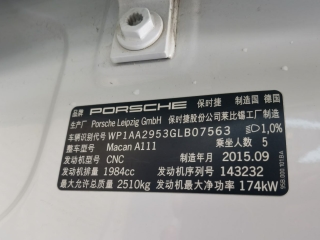 品牌 PORSCHE 保时捷 制造国 德国
生产厂 Porsche Leipzig GmbH 保时捷股份公司莱比锡工厂制造
车辆识别代号 WP1AA2953GLB07563 1,0%
整车型号 Macan A111 乘坐人数 5
发动机型号 CNC 制造年月 2015.09
发动机排量 1984cc 发动机序列号 143232
最大允许总质量 2510kg 发动机最大净功率 174kW